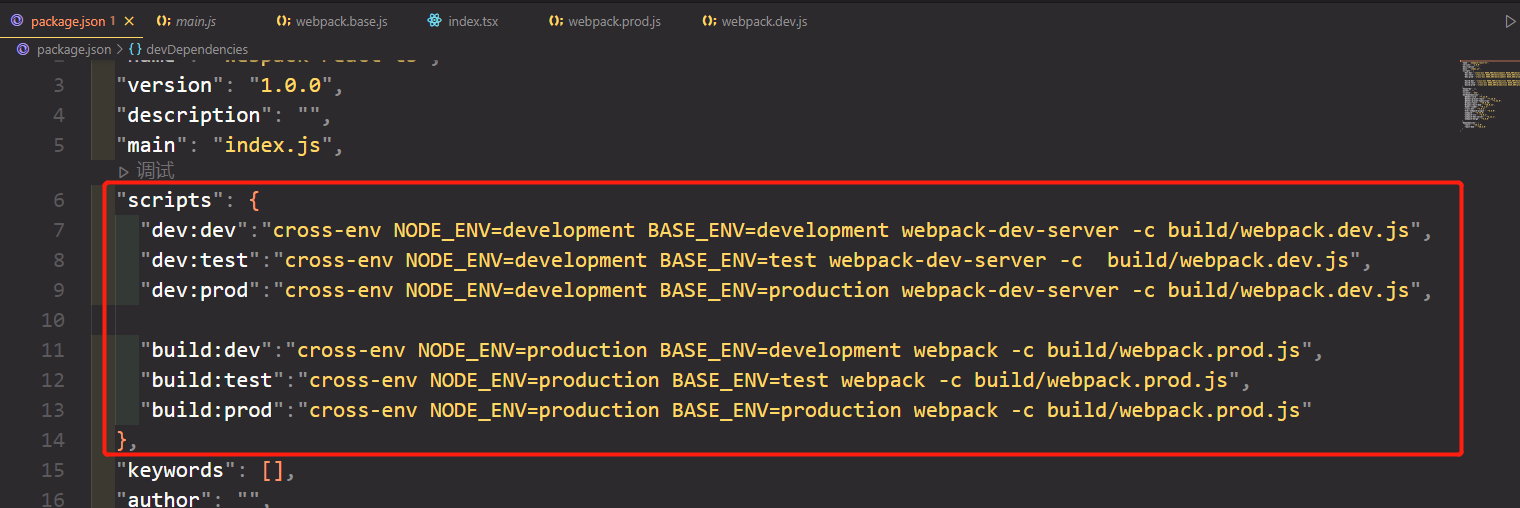 package.json 1 × main.js webpack.base.js index.tsx webpack.prod.js webpack.dev.js
package.json > {} devDependencies
3 "version": "1.0.0",
4 "description": "",
5 "main": "index.js",
调试
6 "scripts": {
7 "dev:dev":"cross-env NODE_ENV=development BASE_ENV=development webpack-dev-server -c build/webpack.dev.js",
8 "dev:test":"cross-env NODE_ENV=development BASE_ENV=test webpack-dev-server -c  build/webpack.dev.js",
9 "dev:prod":"cross-env NODE_ENV=development BASE_ENV=production webpack-dev-server -c build/webpack.dev.js",
10
11 "build:dev":"cross-env NODE_ENV=production BASE_ENV=development webpack -c build/webpack.prod.js",
12 "build:test":"cross-env NODE_ENV=production BASE_ENV=test webpack -c build/webpack.prod.js",
13 "build:prod":"cross-env NODE_ENV=production BASE_ENV=production webpack -c build/webpack.prod.js"
14 },
15 "keywords": [],
16 "author": "",